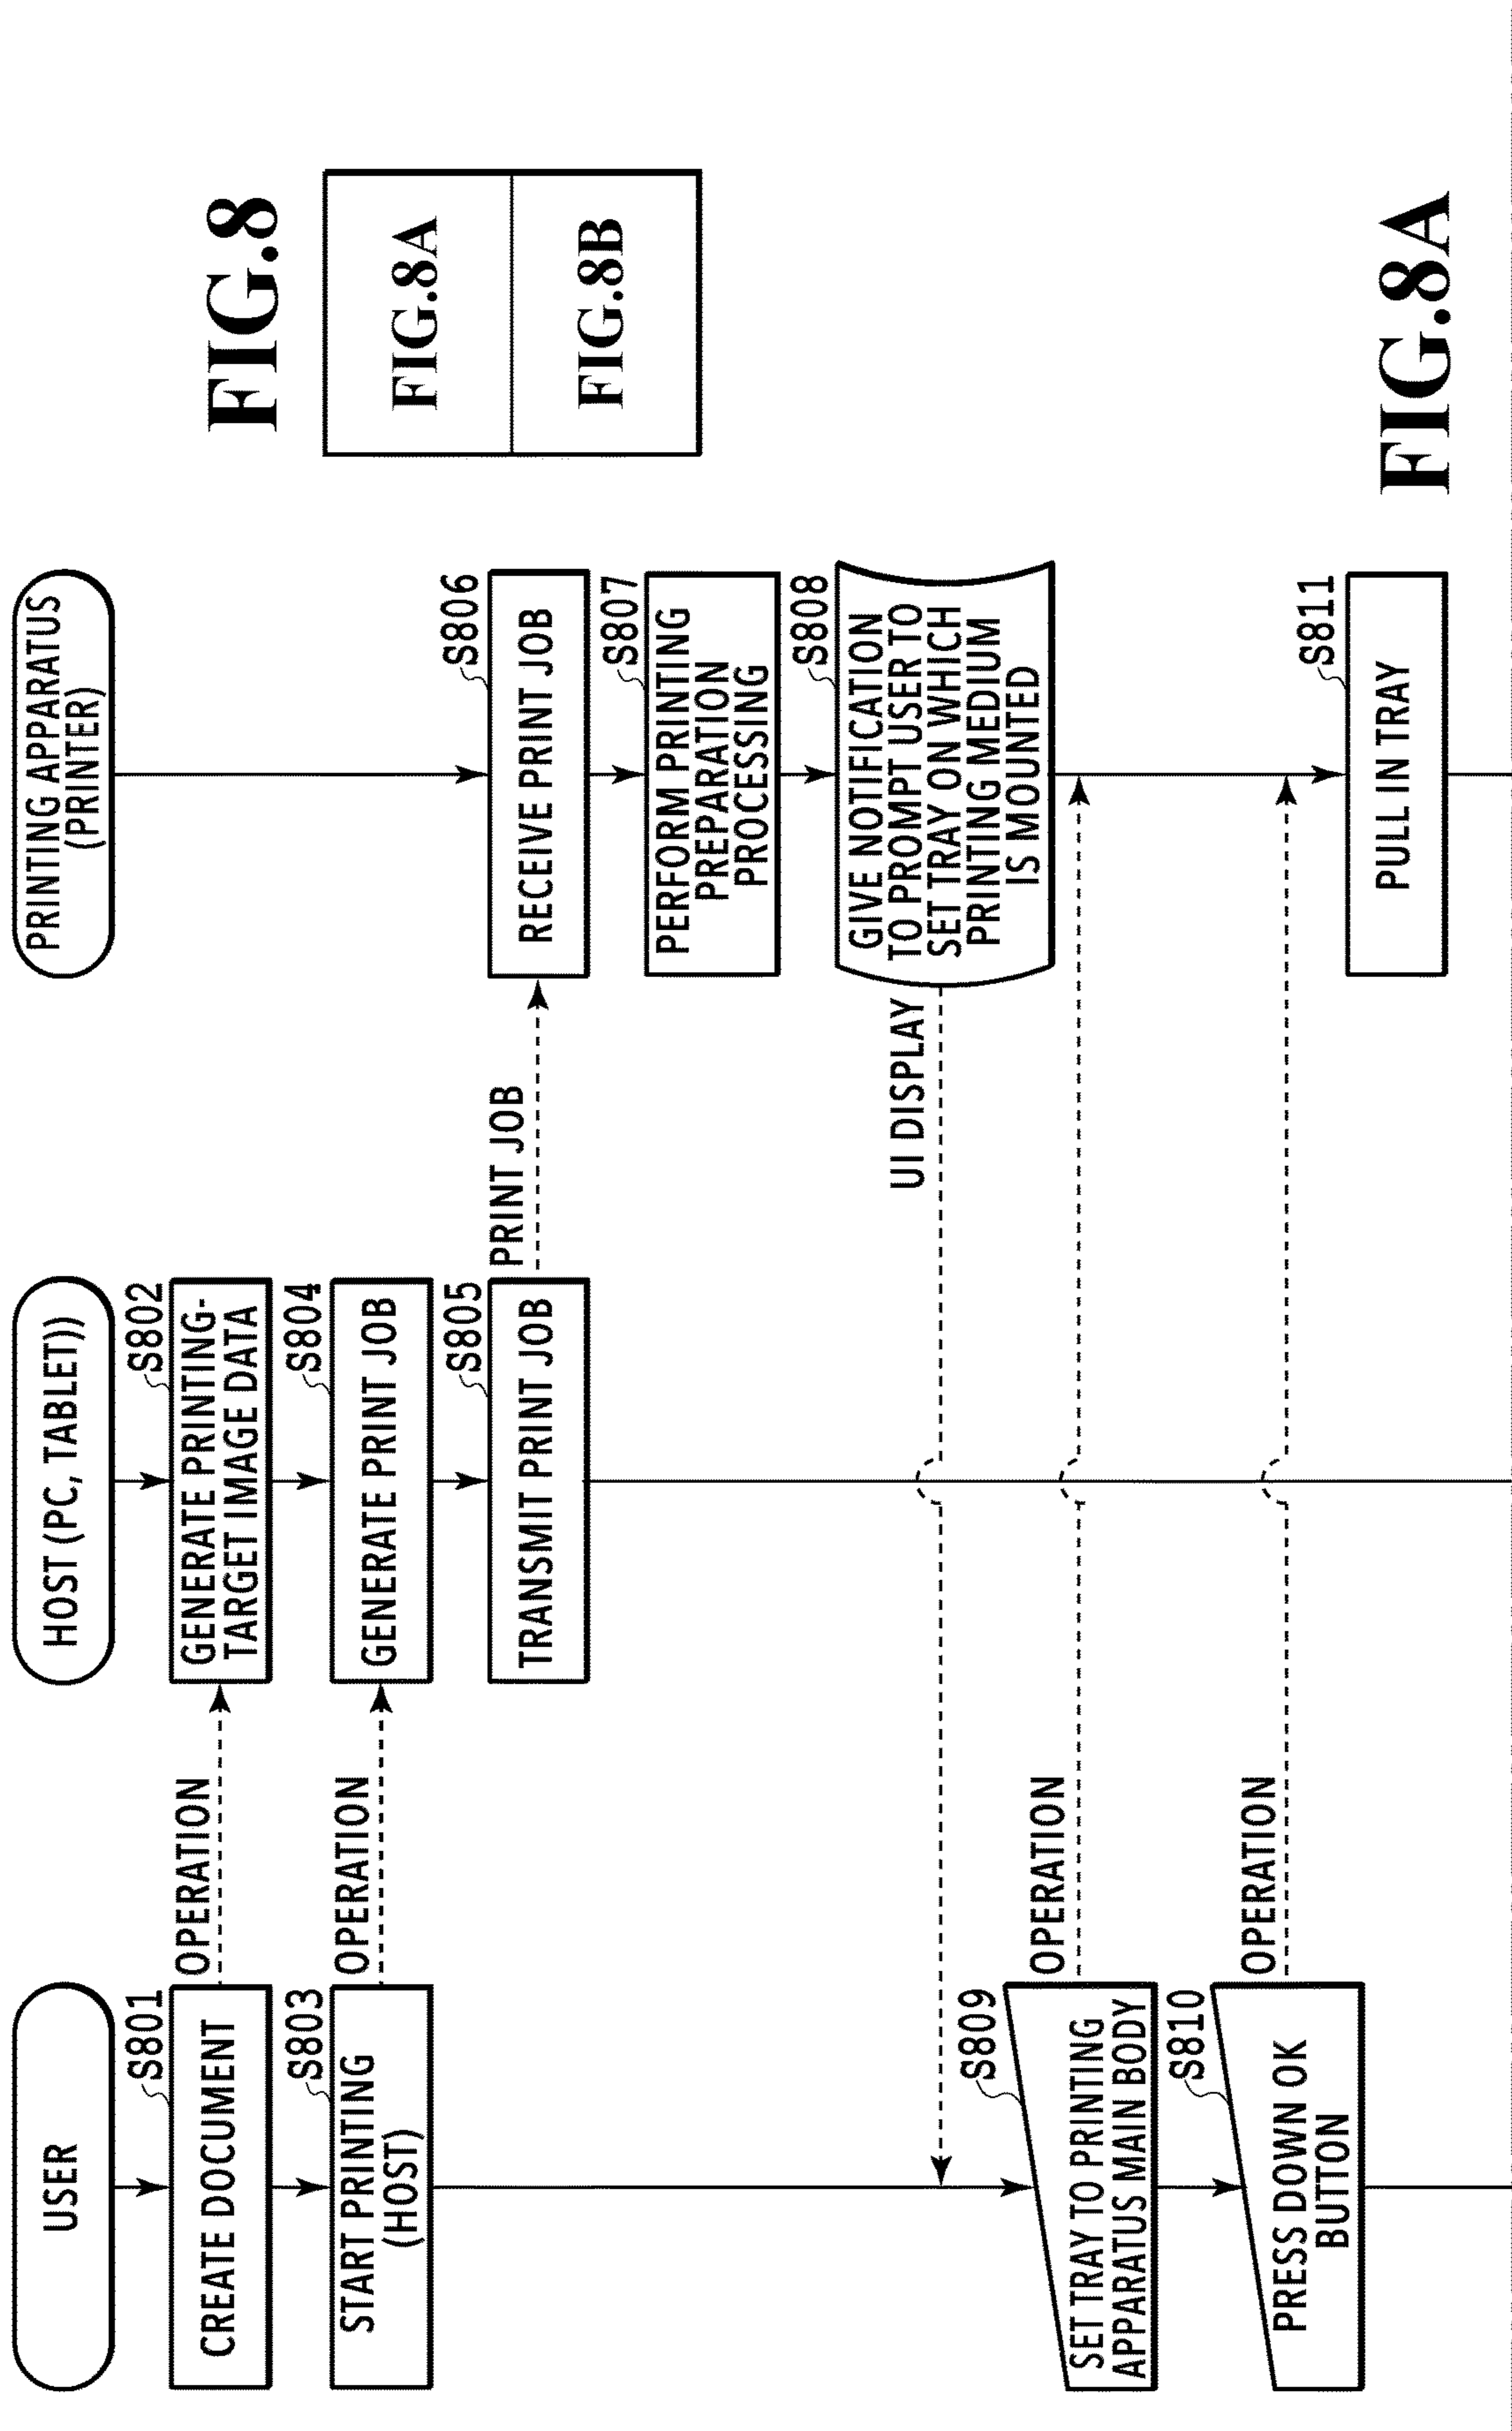 FIG.8
FIG.8A
FIG.8B
USER
HOST (PC, TABLET))
PRINTING APPARATUS
(PRINTER)
S801
CREATE DOCUMENT
OPERATION
S802
GENERATE PRINTING-
TARGET IMAGE DATA
S803
START PRINTING
(HOST)
OPERATION
S804
GENERATE PRINT JOB
S805
TRANSMIT PRINT JOB
PRINT JOB
S806
RECEIVE PRINT JOB
S807
PERFORM PRINTING
PREPARATION
PROCESSING
S808
GIVE NOTIFICATION
TO PROMPT USER TO
SET TRAY ON WHICH
PRINTING MEDIUM
IS MOUNTED
UI DISPLAY
S809
SET TRAY TO PRINTING
APPARATUS MAIN BODY
OPERATION
S810
PRESS DOWN OK
BUTTON
OPERATION
S811
PULL IN TRAY
FIG.8A